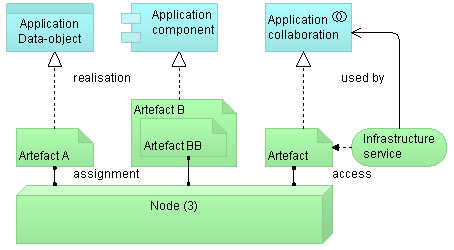 Application
Data-object
Application
component
Application
collaboration
realisation
used by
Artefact B
Artefact BB
Artefact A
Artefact
Infrastructure
service
assignment
access
Node (3)